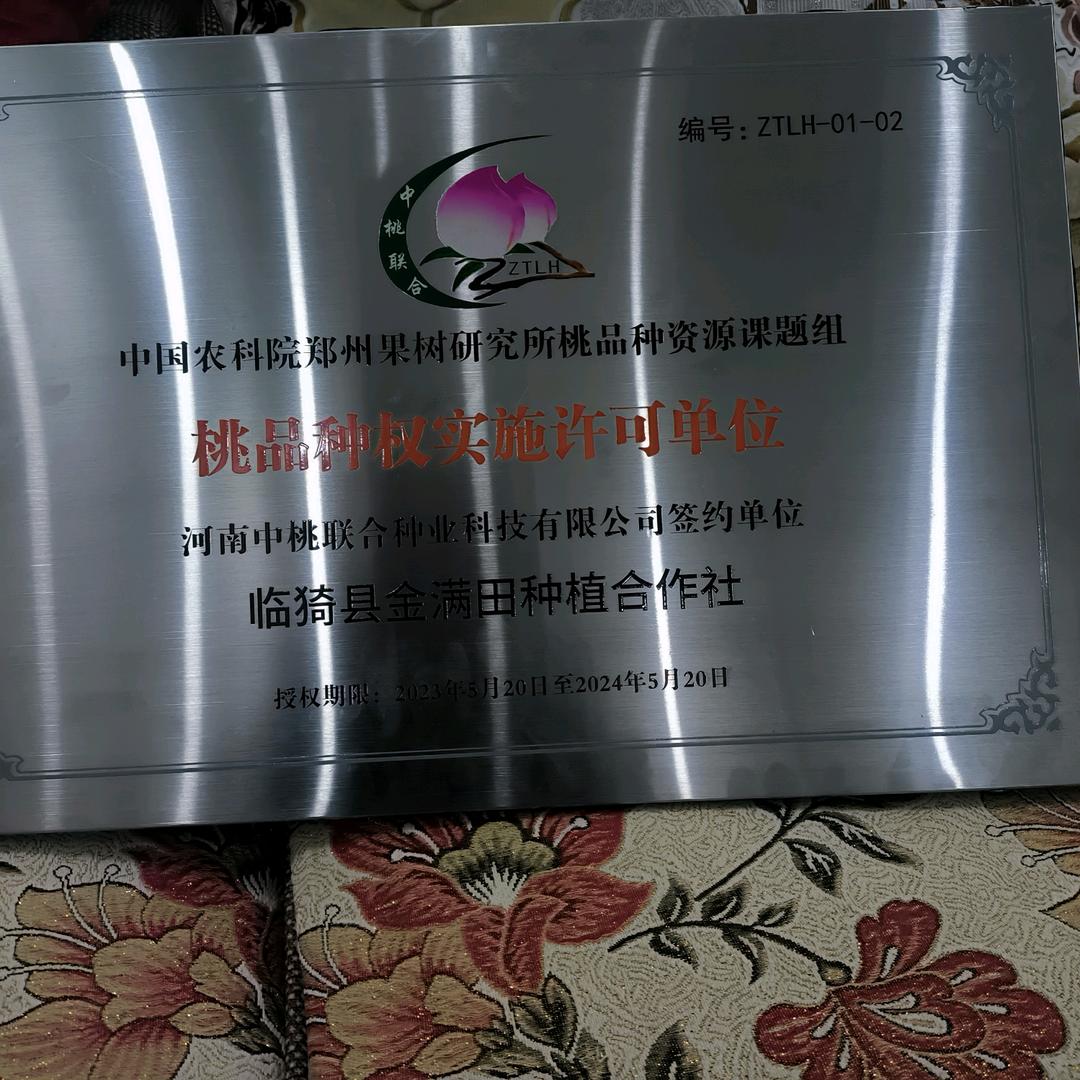 编号：ZTLH-01-02
中桃联合
ZTLH
中国农科院郑州果树研究所桃品种资源课题组
桃品种权实施许可单位
河南中桃联合种业科技有限公司签约单位
临猗县金满田种植合作社
授权期限：2023年5月20日至2024年5月20日